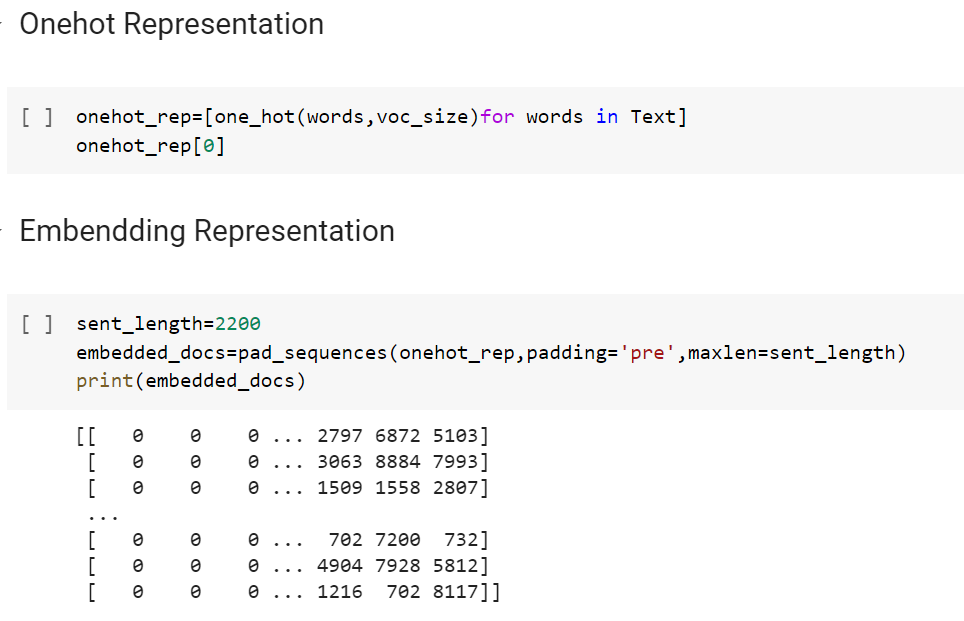 Onehot Representation
[ ] onehot_rep=[one_hot(words,voc_size)for words in Text]
onehot_rep[0]
Embendding Representation
[ ] sent_length=2200
embedded_docs=pad_sequences(onehot_rep,padding='pre',maxlen=sent_length)
print(embedded_docs)
[[   0    0    0 ... 2797 6872 5103]
[   0    0    0 ... 3063 8884 7993]
[   0    0    0 ... 1509 1558 2807]
...
[   0    0    0 ...  702 7200  732]
[   0    0    0 ... 4904 7928 5812]
[   0    0    0 ... 1216  702 8117]]